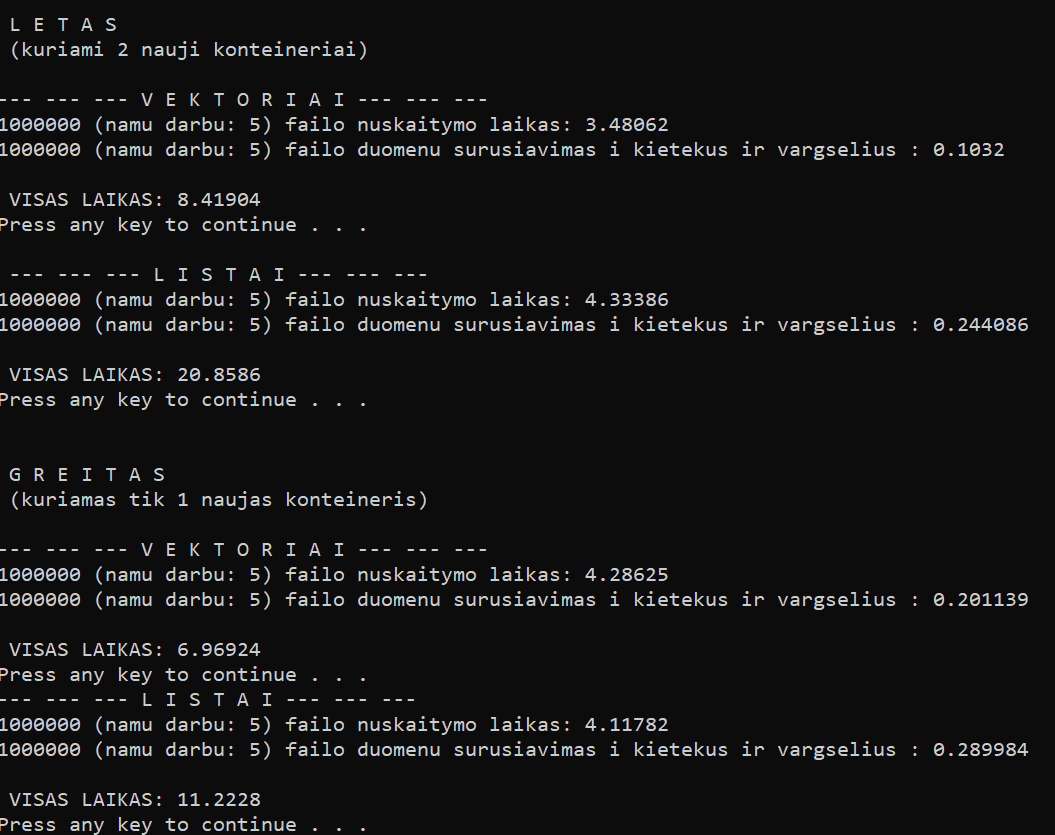 L E T A S
(kuriami 2 nauji konteineriai)
--- --- --- V E K T O R I A I --- --- ---
1000000 (namu darbu: 5) failo nuskaitymo laikas: 3.48062
1000000 (namu darbu: 5) failo duomenu surusiavimas i kietekus ir vargselius : 0.1032
VISAS LAIKAS: 8.41904
Press any key to continue . . .
--- --- --- L I S T A I --- --- ---
1000000 (namu darbu: 5) failo nuskaitymo laikas: 4.33386
1000000 (namu darbu: 5) failo duomenu surusiavimas i kietekus ir vargselius : 0.244086
VISAS LAIKAS: 20.8586
Press any key to continue . . .
G R E I T A S
(kuriamas tik 1 naujas konteineris)
--- --- --- V E K T O R I A I --- --- ---
1000000 (namu darbu: 5) failo nuskaitymo laikas: 4.28625
1000000 (namu darbu: 5) failo duomenu surusiavimas i kietekus ir vargselius : 0.201139
VISAS LAIKAS: 6.96924
Press any key to continue . . .
--- --- --- L I S T A I --- --- ---
1000000 (namu darbu: 5) failo nuskaitymo laikas: 4.11782
1000000 (namu darbu: 5) failo duomenu surusiavimas i kietekus ir vargselius : 0.289984
VISAS LAIKAS: 11.2228
Press any key to continue . . .